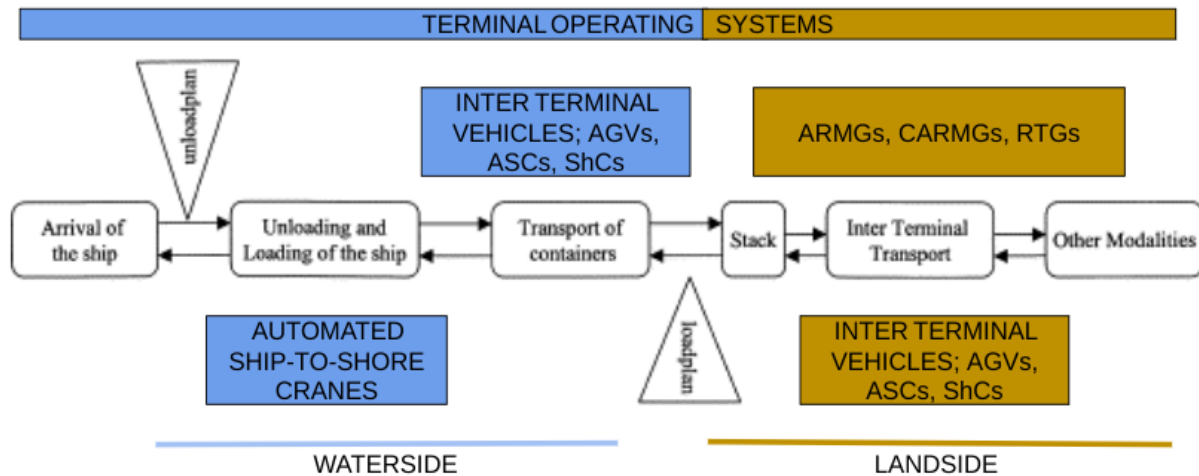 TERMINAL OPERATING SYSTEMS
unloadplan
INTER TERMINAL
VEHICLES; AGVs,
ASCs, ShCs
ARMGs, CARMGs, RTGs
Arrival of
the ship
Unloading and
Loading of the ship
Transport of
containers
Stack
Inter Terminal
Transport
Other Modalities
AUTOMATED
SHIP-TO-SHORE
CRANES
loadplan
INTER TERMINAL
VEHICLES; AGVs,
ASCs, ShCs
WATERSIDE
LANDSIDE